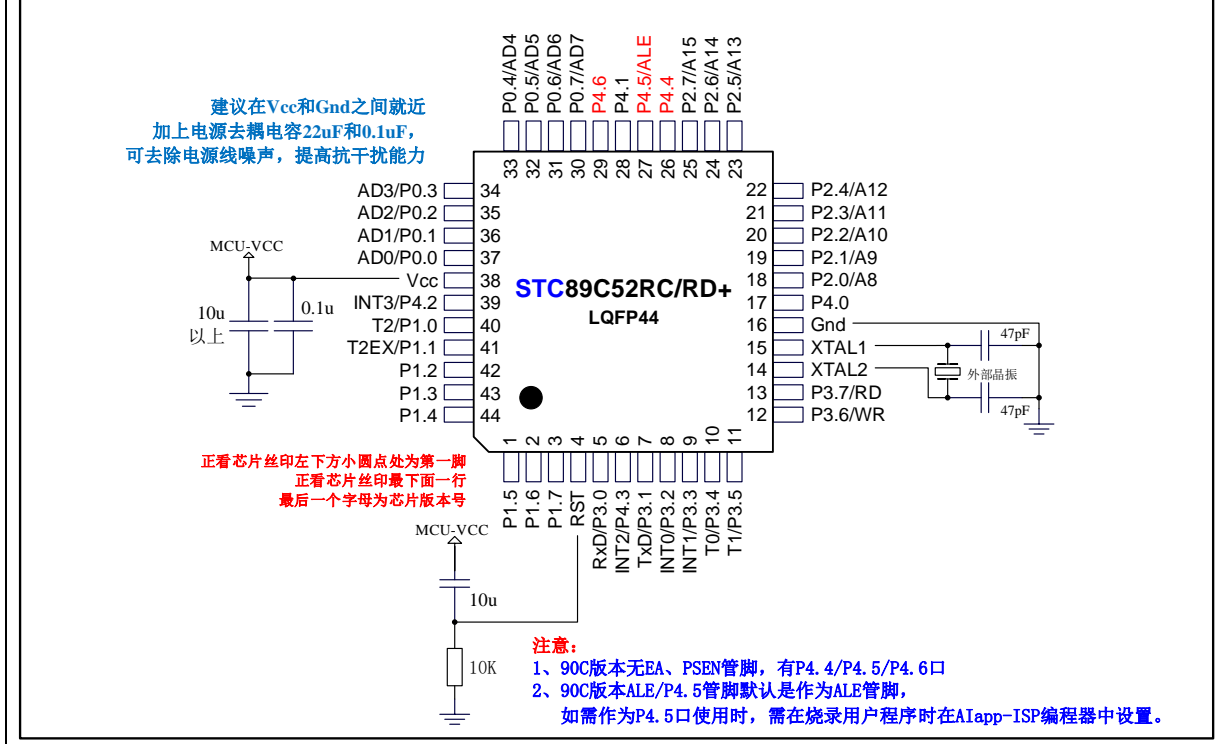 P0.4/AD4
P0.5/AD5
P0.6/AD6
P0.7/AD7
P4.6
P4.1
P4.5/ALE
P4.4
P2.7/A15
P2.6/A14
P2.5/A13
33
32
31
30
29
28
27
26
25
24
23
建议在Vcc和Gnd之间就近
加上电源去耦电容22uF和0.1uF，
可去除电源线噪声，提高抗干扰能力
AD3/P0.3 34
AD2/P0.2 35
AD1/P0.1 36
AD0/P0.0 37
Vcc 38
INT3/P4.2 39
T2/P1.0 40
T2EX/P1.1 41
P1.2 42
P1.3 43
P1.4 44
MCU-VCC
10u
以上
0.1u
STC89C52RC/RD+
LQFP44
22 P2.4/A12
21 P2.3/A11
20 P2.2/A10
19 P2.1/A9
18 P2.0/A8
17 P4.0
16 Gnd
15 XTAL1
14 XTAL2
13 P3.7/RD
12 P3.6/WR
47pF
外部晶振
47pF
正看芯片丝印左下方小圆点处为第一脚
正看芯片丝印最下面一行
最后一个字母为芯片版本号
1
2
3
4
5
6
7
8
9
10
11
P1.5
P1.6
P1.7
RST
RxD/P3.0
INT2/P4.3
TxD/P3.1
INT0/P3.2
INT1/P3.3
T0/P3.4
T1/P3.5
MCU-VCC
10u
10K
注意：
1、90C版本无EA、PSEN管脚，有P4.4/P4.5/P4.6口
2、90C版本ALE/P4.5管脚默认是作为ALE管脚，
如需作为P4.5口使用时，需在烧录用户程序时在AIapp-ISP编程器中设置。